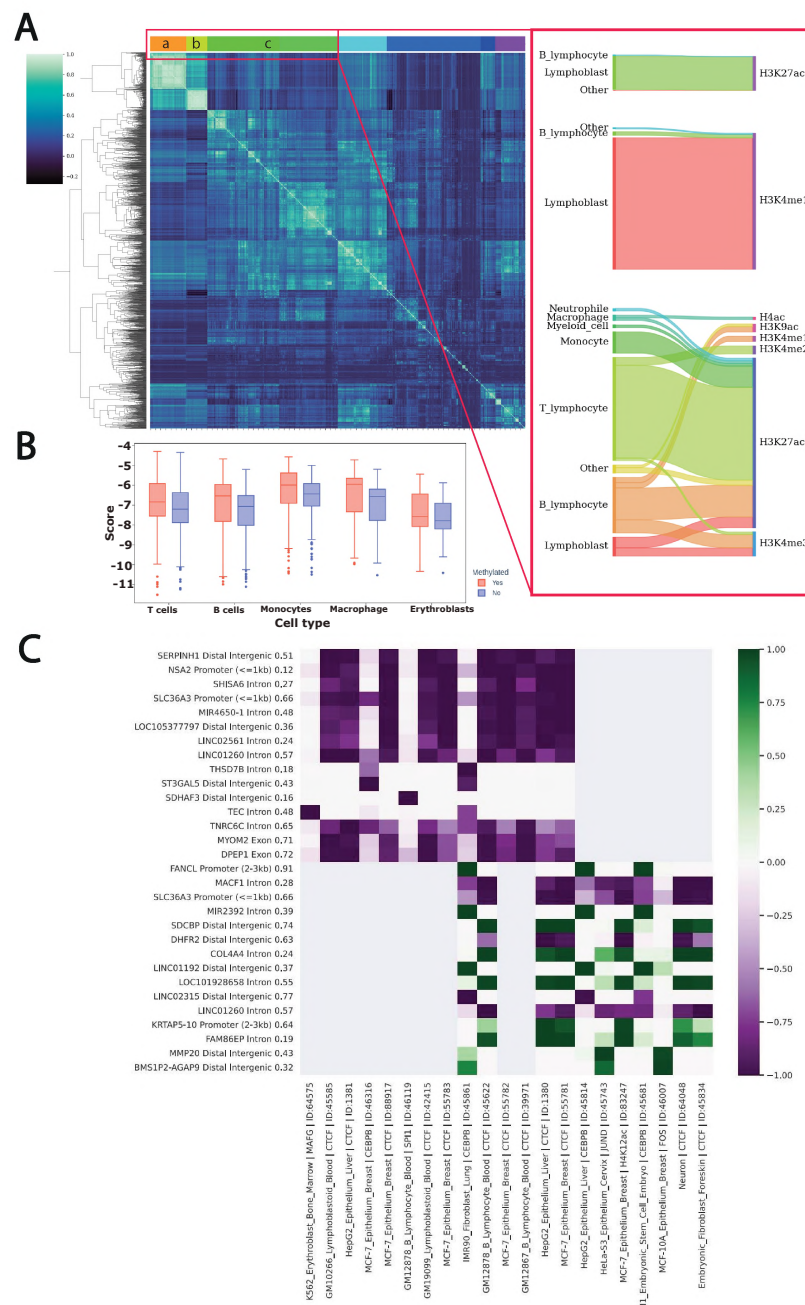 A
a b c
1.0
0.8
0.6
0.4
0.2
0.0
-0.2
B_lymphocyte
Lymphoblast
Other
H3K27ac
Other
B_lymphocyte
Lymphoblast
H3K4me1
Neutrophile
Macrophage
Myeloid_cell
Monocyte
T_lymphocyte
Other
B_lymphocyte
Lymphoblast
H4ac
H3K9ac
H3K4me1
H3K4me2
H3K27ac
H3K4me3
B
Score
-4
-5
-6
-7
-8
-9
-10
-11
T cells B cells Monocytes Macrophage Erythroblasts
Cell type
Methylated
Yes
No
C
SERPINH1 Distal Intergenic 0.51
NSA2 Promoter (<=1kb) 0.12
SHISA6 Intron 0,27
SLC36A3 Promoter (<=1kb) 0.66
MIR4650-1 Intron 0.48
LOC105377797 Distal Intergenic 0.36
LINC02561 Intron 0.24
LINC01260 Intron 0,57
THSD7B Intron 0,18
ST3GAL5 Distal Intergenic 0.43
SDHAF3 Distal Intergenic 0.16
TEC Intron 0.48
TNRC6C Intron 0.65
MYOM2 Exon 0.71
DPEP1 Exon 0.72
FANCL Promoter (2-3kb) 0.91
MACF1 Intron 0.28
SLC36A3 Promoter (<=1kb) 0.66
MIR2392 Intron 0.39
SDCBP Distal Intergenic 0,74
DHFR2 Distal Intergenic 0.63
COL4A4 Intron 0.24
LINC01192 Distal Intergenic 0,37
LOC101928658 Intron 0.55
LINC02315 Distal Intergenic 0.77
LINC01260 Intron 0.57
KRTAP5-10 Promoter (2-3kb) 0.64
FAM86EP Intron 0.19
MMP20 Distal Intergenic 0,43
BMS1P2-AGAP9 Distal Intergenic 0.32
1.00
0.75
0.50
0.25
0.00
−0.25
−0.50
−0.75
−1.00
K562_Erythroblast_Bone_Marrow | MAFG | ID:64575
GM10266_Lymphoblastoid_Blood | CTCF | ID:45585
HepG2_Epithelium_Liver | CTCF | ID:1381
MCF-7_Epithelium_Breast | CEBPB | ID:46316
MCF-7_Epithelium_Breast | CTCF | ID:88917
GM12878_B_Lymphocyte_Blood | SPI1 | ID:46119
GM19099_Lymphoblastoid_Blood | CTCF | ID:42415
MCF-7_Epithelium_Breast | CTCF | ID:55783
IMR90_Fibroblast_Lung | CEBPB | ID:45861
GM12878_B_Lymphocyte_Blood | CTCF | ID:45622
MCF-7_Epithelium_Breast | CTCF | ID:55782
GM12867_B_Lymphocyte_Blood | CTCF | ID:39971
HepG2_Epithelium_Liver | CTCF | ID:1380
MCF-7_Epithelium_Breast | CTCF | ID:55781
HepG2_Epithelium_Liver | CEBPB | ID:45814
HeLa-S3_Epithelium_Cervix | JUND | ID:45743
MCF-7_Epithelium_Breast | H4K12ac | ID:83247
I1_Embryonic_Stem_Cell_Embryo | CEBPB | ID:45681
MCF-10A_Epithelium_Breast | FOS | ID:46007
Neuron | CTCF | ID:64048
Embryonic_Fibroblast_Foreskin | CTCF | ID:45834